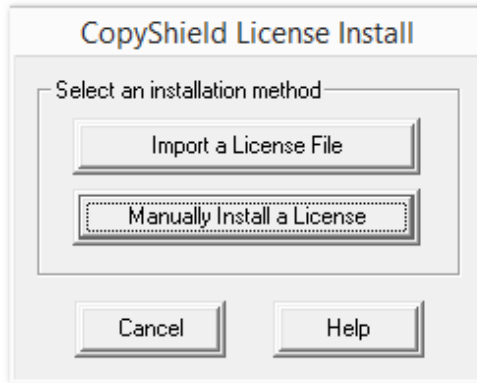 CopyShield License Install
Select an installation method
Import a License File
Manually Install a License
Cancel
Help